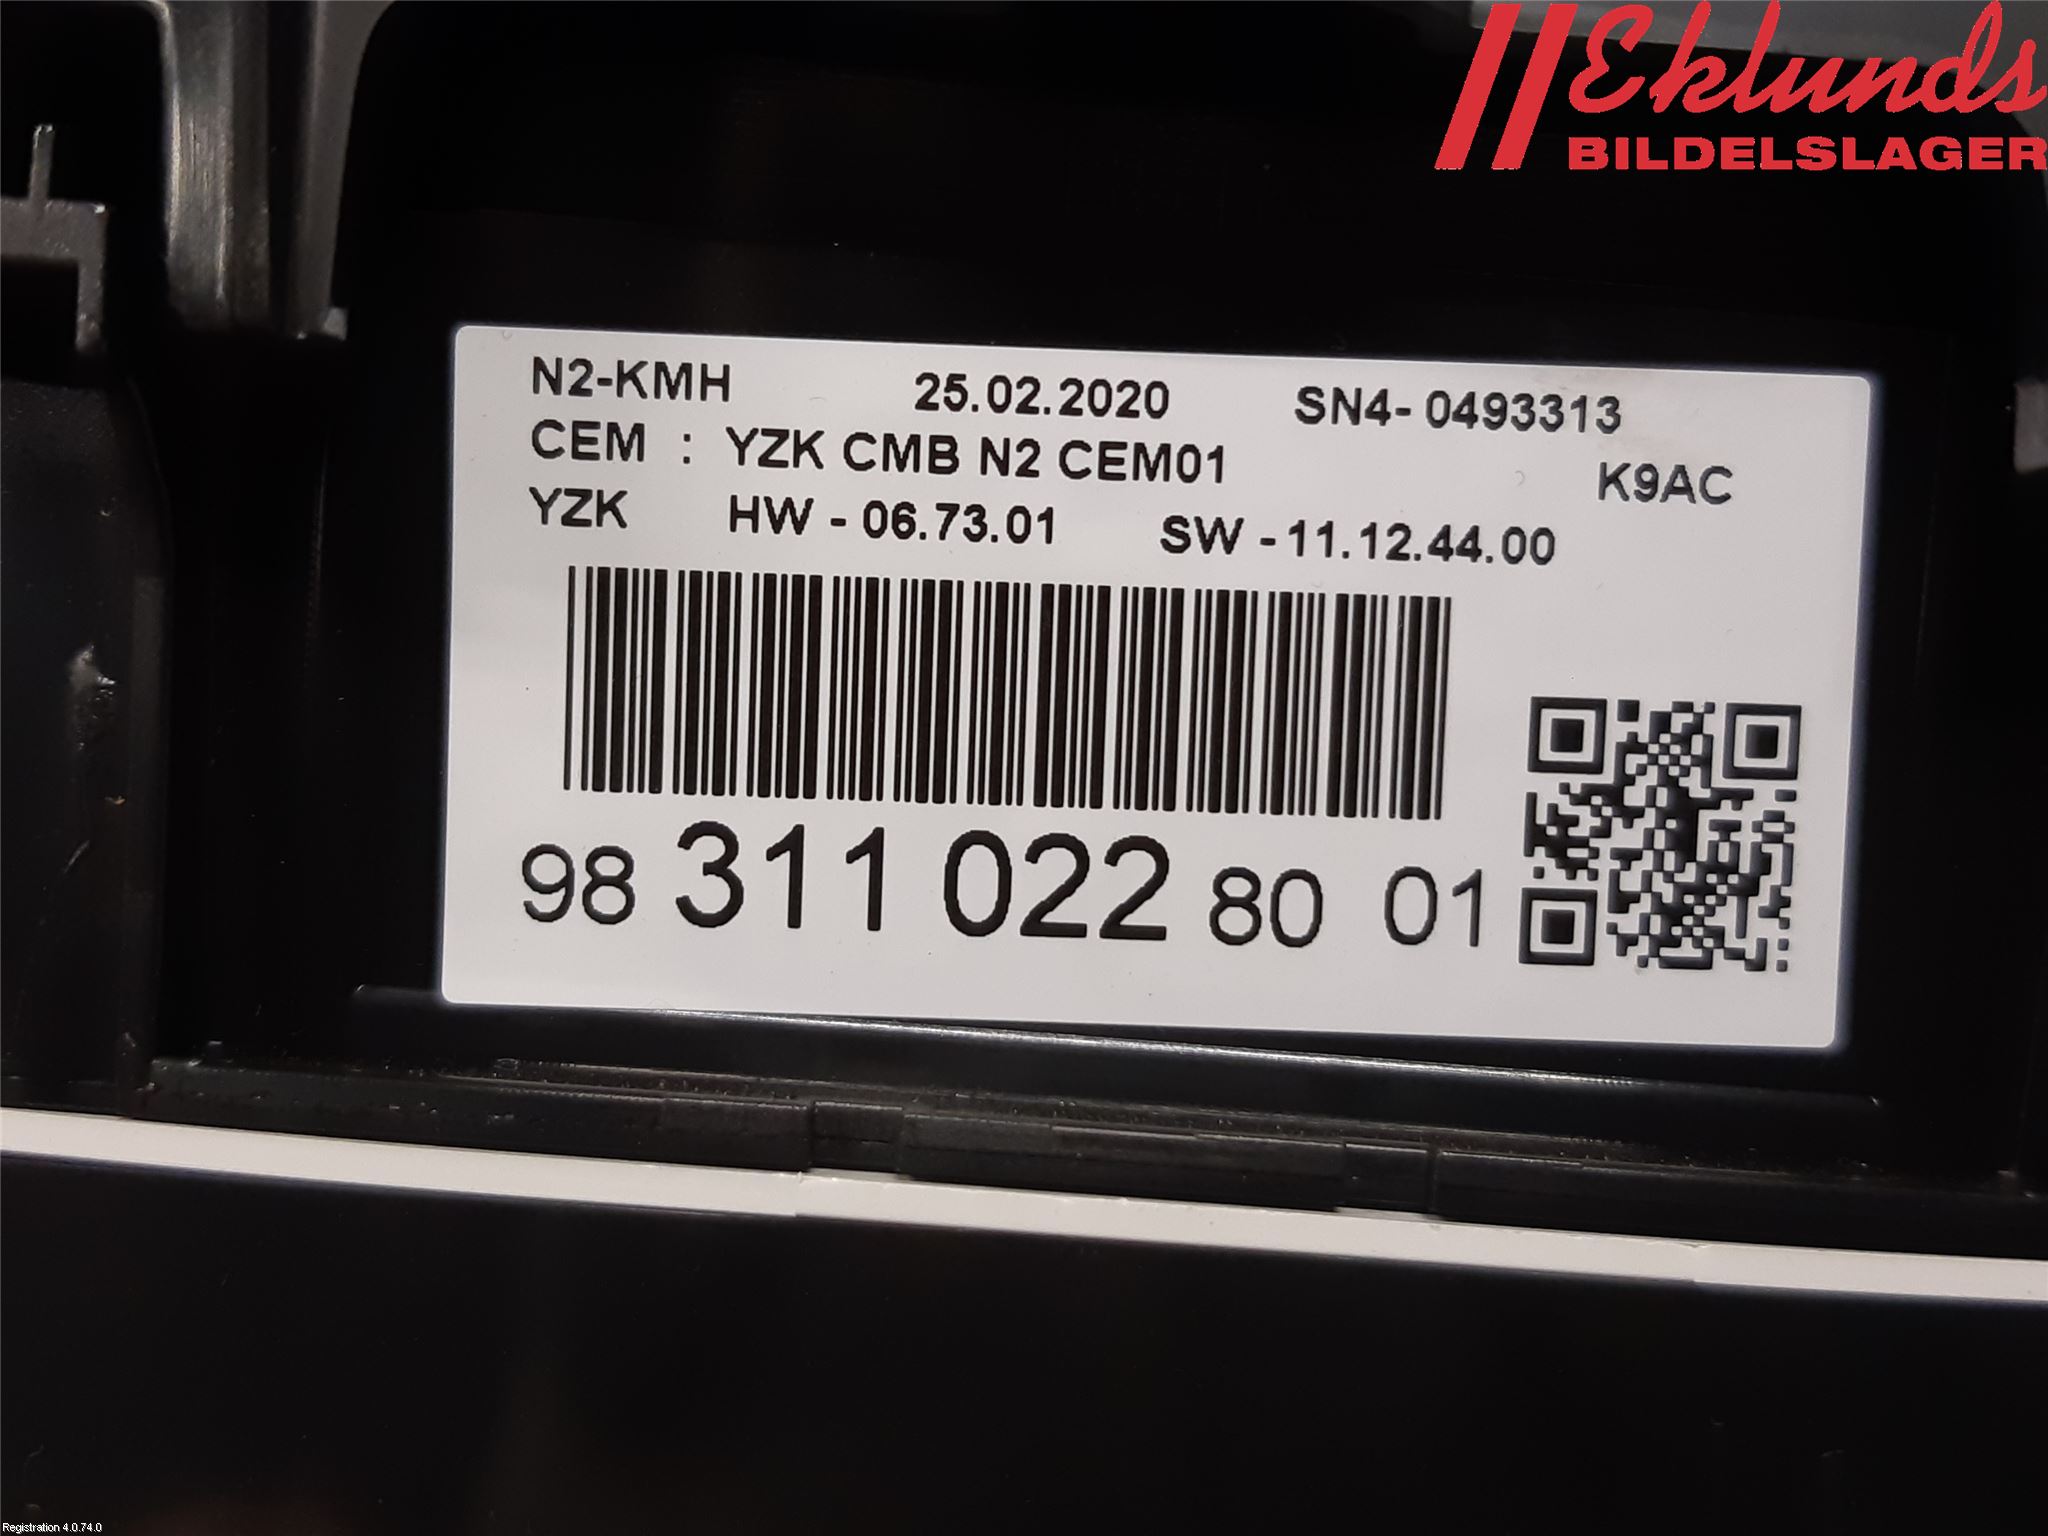 Eklunds
BILDELSLAGER
N2-KMH 25.02.2020 SN4- 0493313
CEM : YZK CMB N2 CEM01 K9AC
YZK HW - 06.73.01 SW - 11.12.44.00
98 311 022 80 01
Registration 4.0.74.0